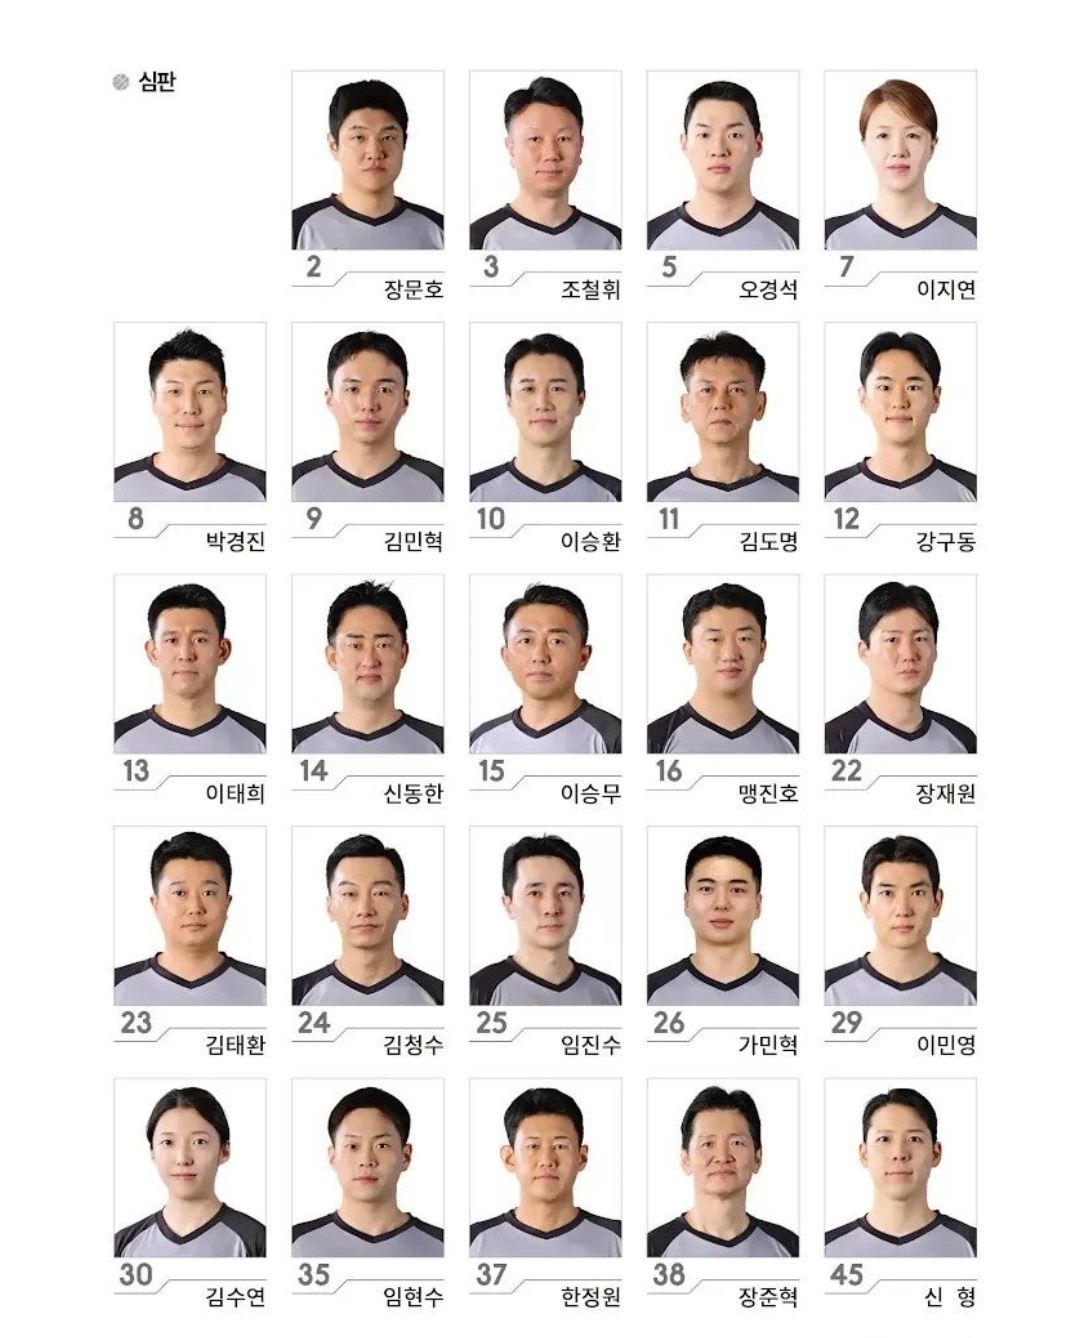 심판
2
장문호
3
조철휘
5
오경석
7
이지연
8
박경진
9
김민혁
10
이승환
11
김도명
12
강구동
13
이태희
14
신동한
15
이승무
16
맹진호
22
장재원
23
김태환
24
김청수
25
임진수
26
가민혁
29
이민영
30
김수연
35
임현수
37
한정원
38
장준혁
45
신 형